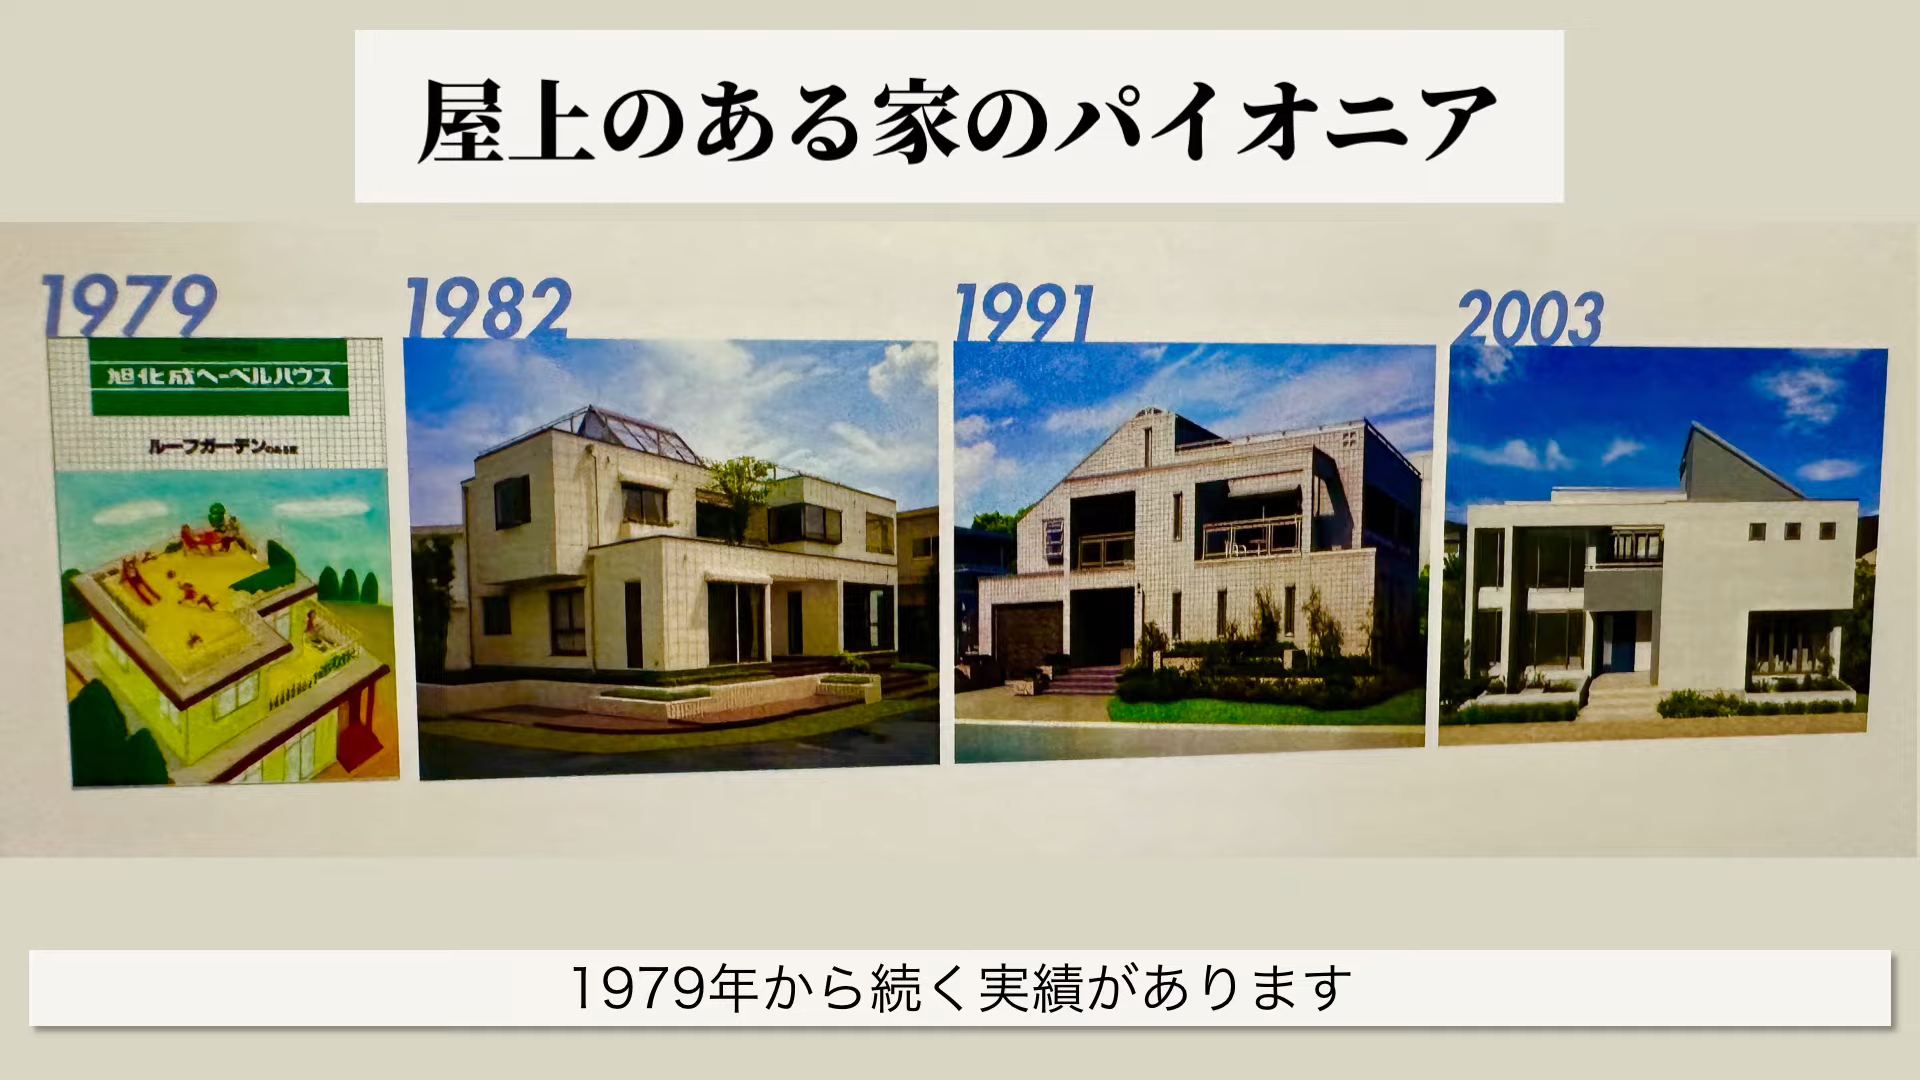 屋上のある家のパイオニア
1979
1982
1991
2003
旭化成ヘーベルハウス
ルーフガーデン
1979年から続く実績があります